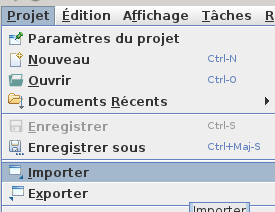 Projet Édition Affichage Tâches R
Paramètres du projet
Nouveau Ctrl-N
Ouvrir Ctrl-O
Documents Récents
Enregistrer Ctrl-S
Enregistrer sous Ctrl+Maj-S
Importer
Exporter
Importer